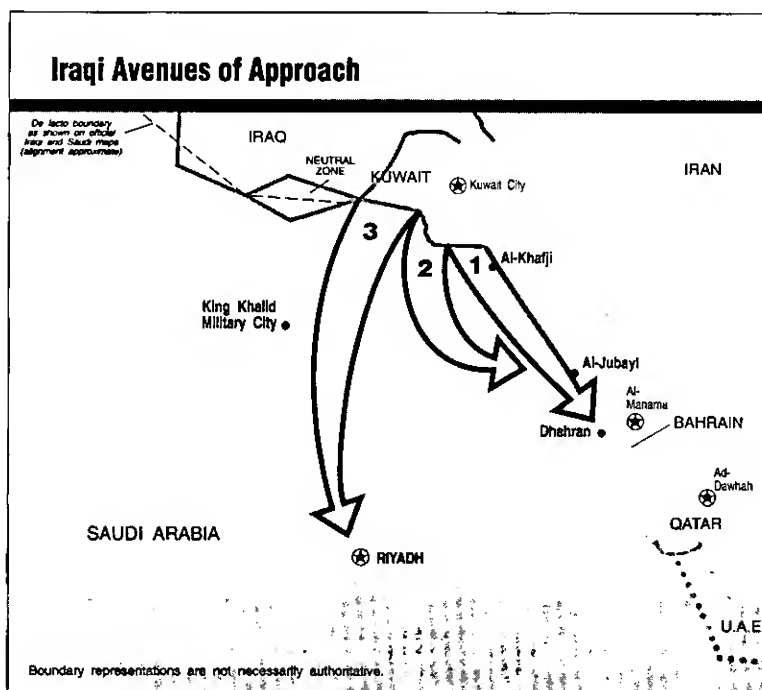 Iraqi Avenues of Approach
De facto boundary
as shown on official
Iraqi and Saudi maps
(alignment approximate)
IRAQ
NEUTRAL
ZONE
KUWAIT
Kuwait City
IRAN
3
2
1
Al-Khafji
King Khalid
Military City
Al-Jubayl
Al-
Manama
BAHRAIN
Dhahran
Ad-
Dawhah
QATAR
SAUDI ARABIA
RIYADH
U.A.E
Boundary representations are not necessarily authoritative.